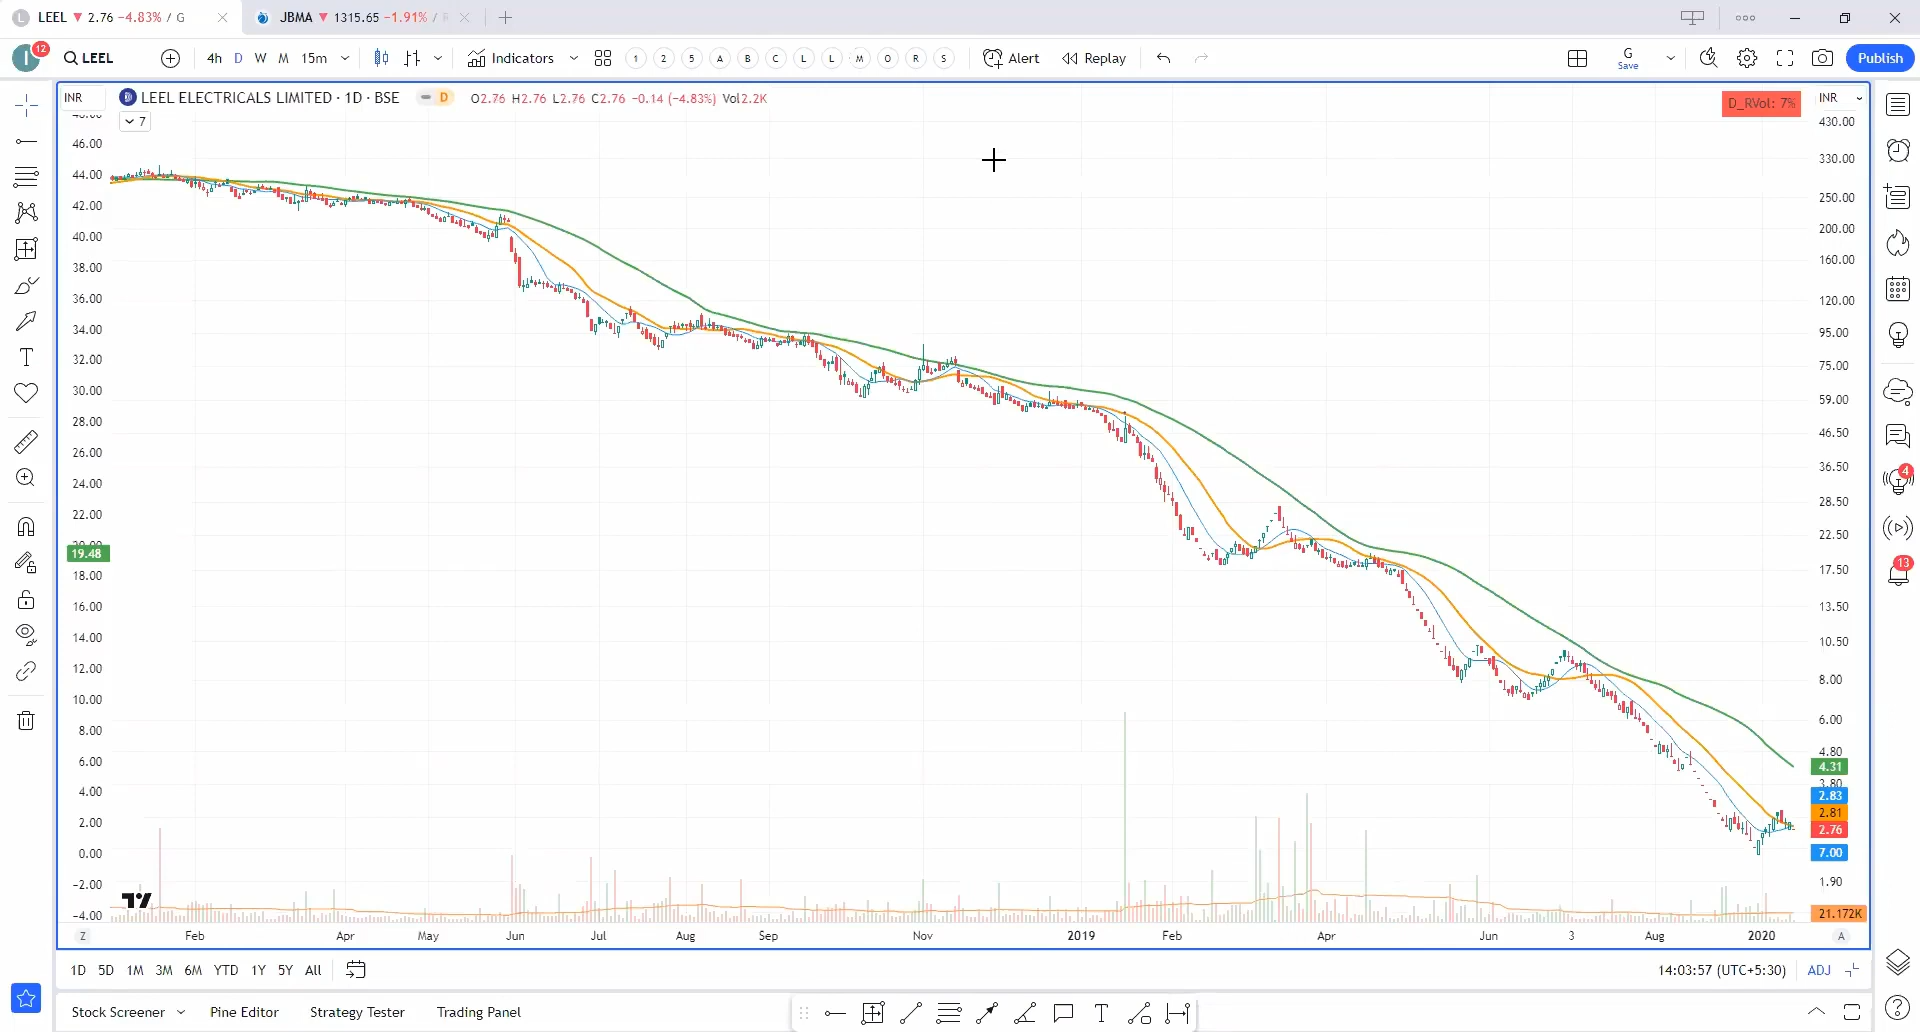 LEEL ▼ 2.76 −4.83% / G
JBMA ▼ 1315.65 −1.91% /
12
LEEL
4h D W M 15m
Indicators
1 2 5 A B C L L M O R S
Alert
Replay
G
Save
Publish
INR
LEEL ELECTRICALS LIMITED · 1D · BSE
D
O2.76 H2.76 L2.76 C2.76 −0.14 (−4.83%) Vol2.2K
7
D_RVol: 7%
INR
46.00
44.00
42.00
40.00
38.00
36.00
34.00
32.00
30.00
28.00
26.00
24.00
22.00
19.48
18.00
16.00
14.00
12.00
10.00
8.00
6.00
4.00
2.00
0.00
−2.00
−4.00
430.00
330.00
250.00
200.00
160.00
120.00
95.00
75.00
59.00
46.50
36.50
28.50
22.50
17.50
13.50
10.50
8.00
6.00
4.80
4.31
3.80
2.83
2.81
2.76
7.00
1.90
21.172K
4
13
Z
Feb Apr May Jun Jul Aug Sep Nov 2019 Feb Apr Jun 3 Aug 2020
A
1D 5D 1M 3M 6M YTD 1Y 5Y All
14:03:57 (UTC+5:30)
ADJ
Stock Screener
Pine Editor
Strategy Tester
Trading Panel